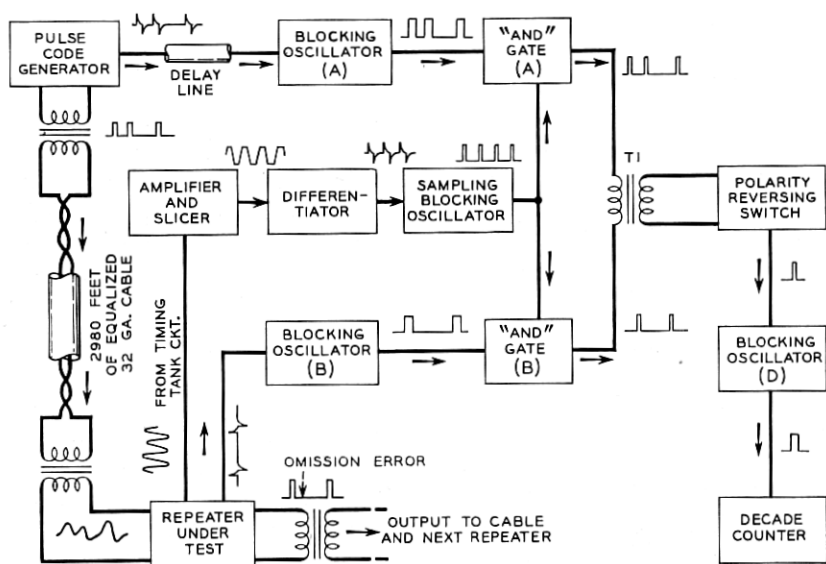 PULSE
CODE
GENERATOR
DELAY
LINE
BLOCKING
OSCILLATOR
(A)
"AND"
GATE
(A)
AMPLIFIER
AND
SLICER
DIFFEREN-
TIATOR
SAMPLING
BLOCKING
OSCILLATOR
T1
POLARITY
REVERSING
SWITCH
2980 FEET
OF EQUALIZED
32 GA. CABLE
FROM TIMING
TANK CKT.
BLOCKING
OSCILLATOR
(B)
"AND"
GATE
(B)
BLOCKING
OSCILLATOR
(D)
OMISSION ERROR
REPEATER
UNDER
TEST
OUTPUT TO CABLE
AND NEXT REPEATER
DECADE
COUNTER